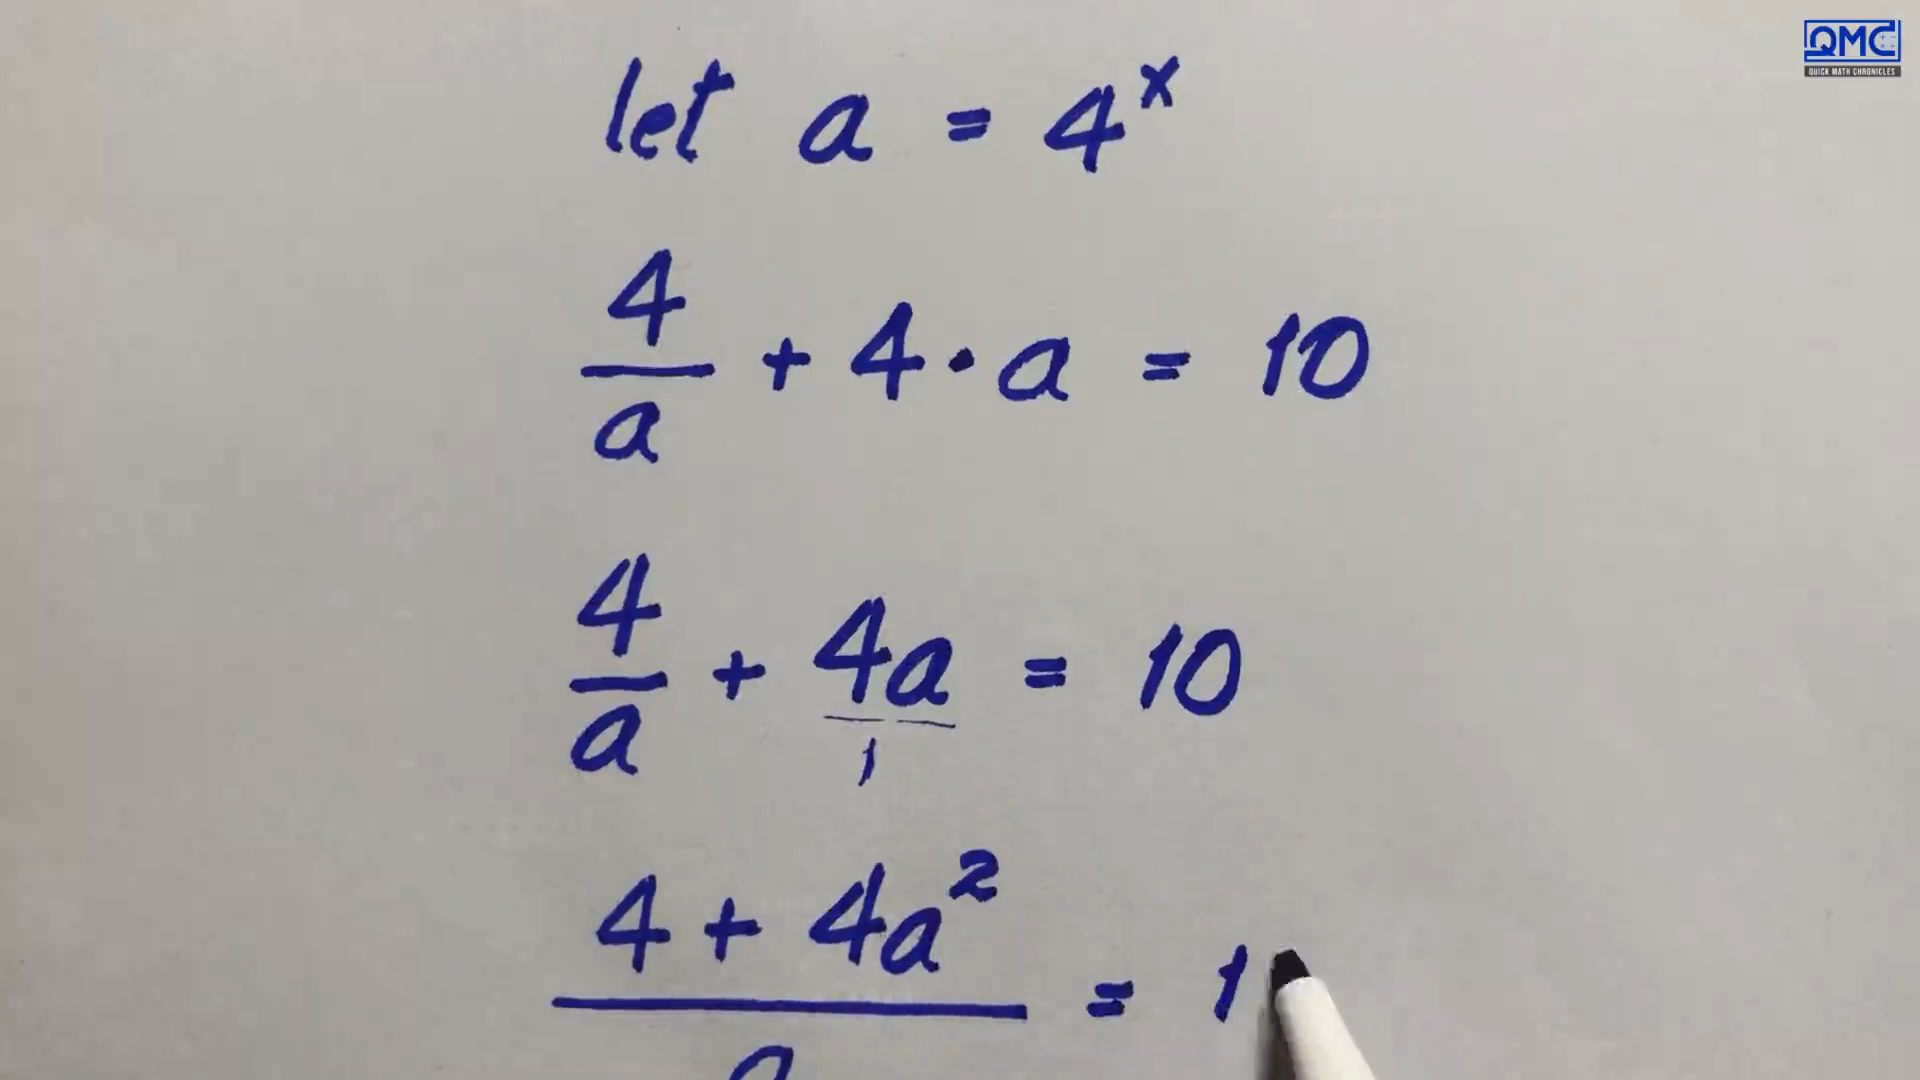 QMC
QUICK MATH CHRONICLES
let a = 4^x
4/a + 4·a = 10
4/a + 4a/1 = 10
(4 + 4a^2)/a = 1